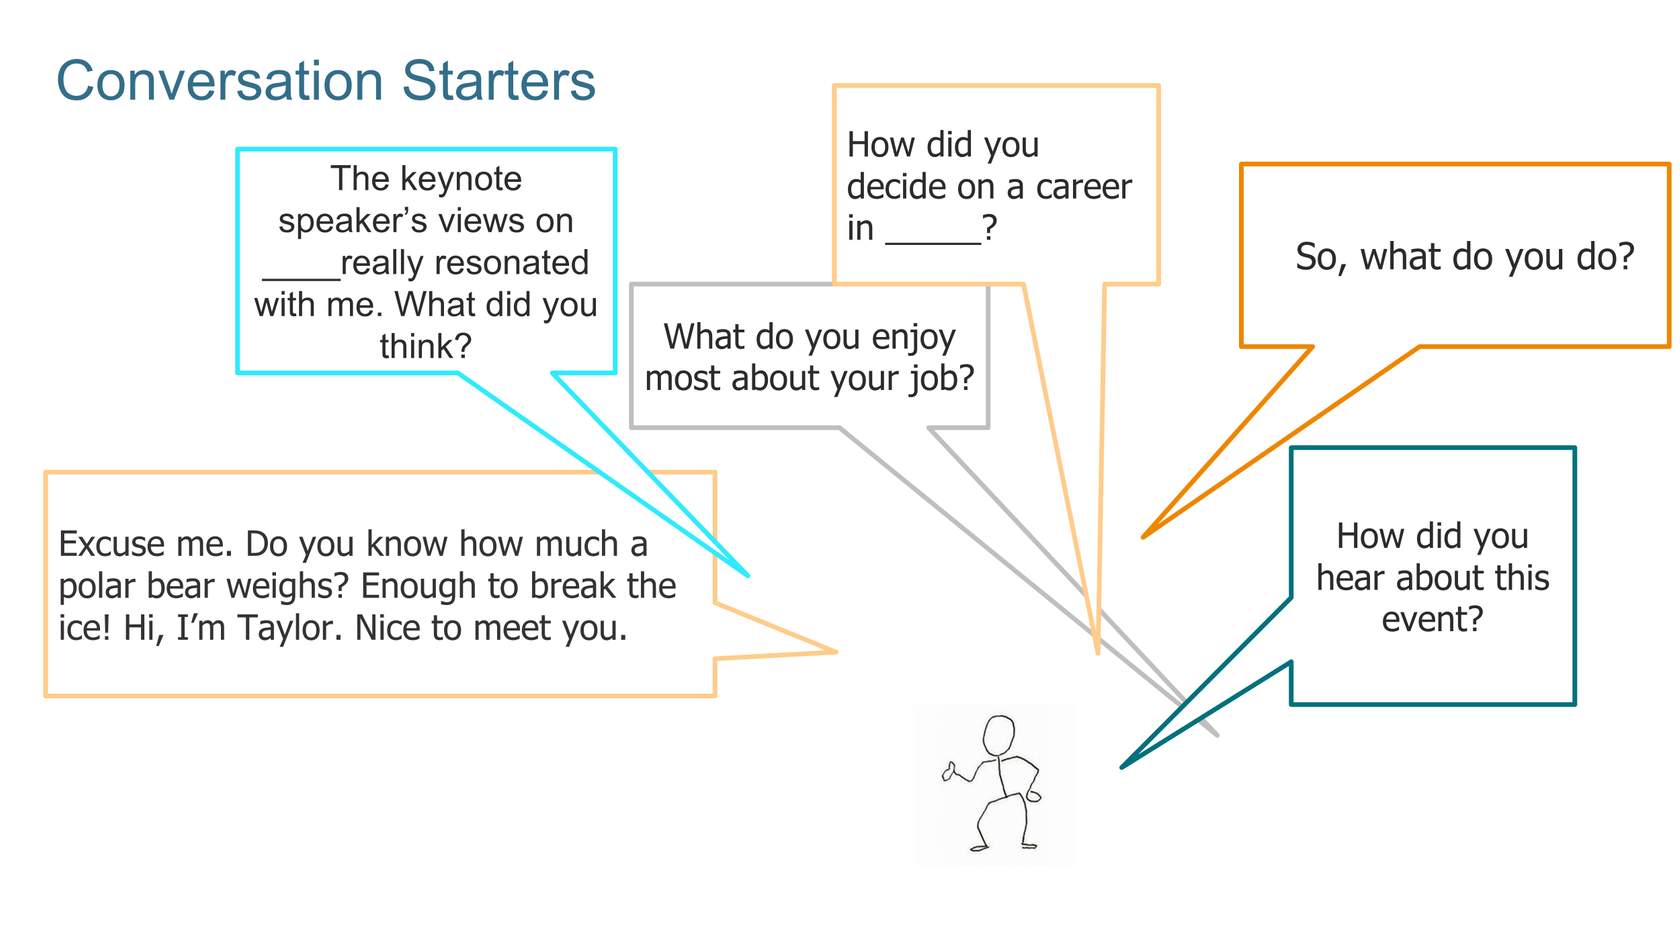 Conversation Starters
The keynote
speaker’s views on
____really resonated
with me. What did you
think?
How did you
decide on a career
in _____?
So, what do you do?
What do you enjoy
most about your job?
Excuse me. Do you know how much a
polar bear weighs? Enough to break the
ice! Hi, I’m Taylor. Nice to meet you.
How did you
hear about this
event?